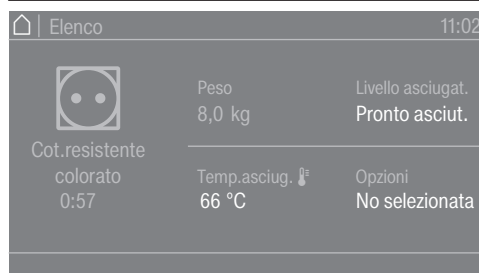 Elenco 11:02
Peso
8,0 kg
Livello asciugat.
Pronto asciut.
Cot.resistente
colorato
0:57
Temp.asciug.
66 °C
Opzioni
No selezionata